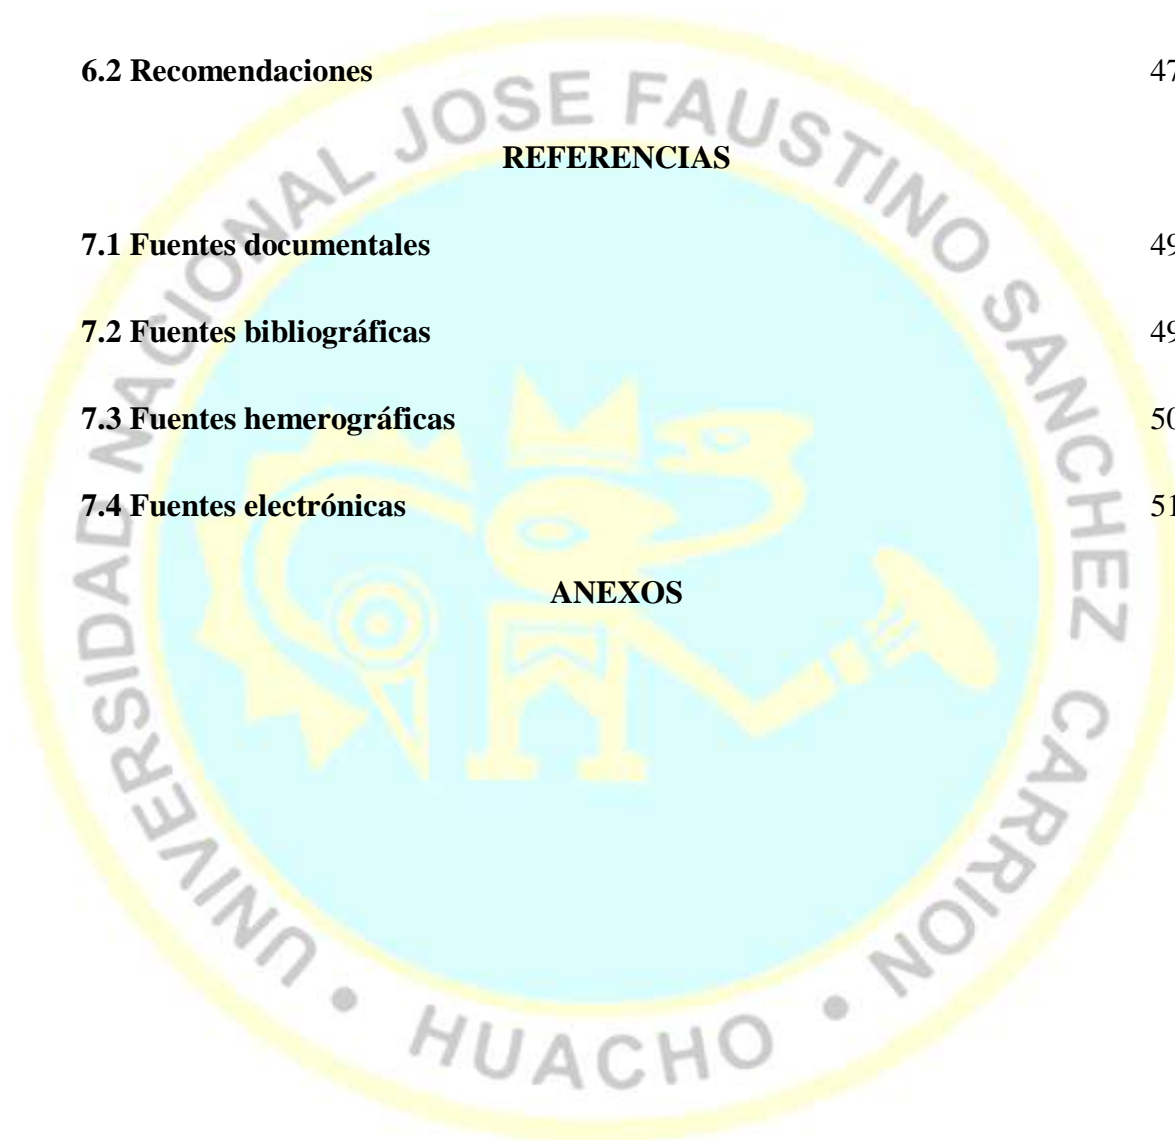 6.2 Recomendaciones 47
REFERENCIAS
7.1 Fuentes documentales 49
7.2 Fuentes bibliográficas 49
7.3 Fuentes hemerográficas 50
7.4 Fuentes electrónicas 51
ANEXOS
UNIVERSIDAD NACIONAL JOSE FAUSTINO SANCHEZ CARRION • HUACHO •